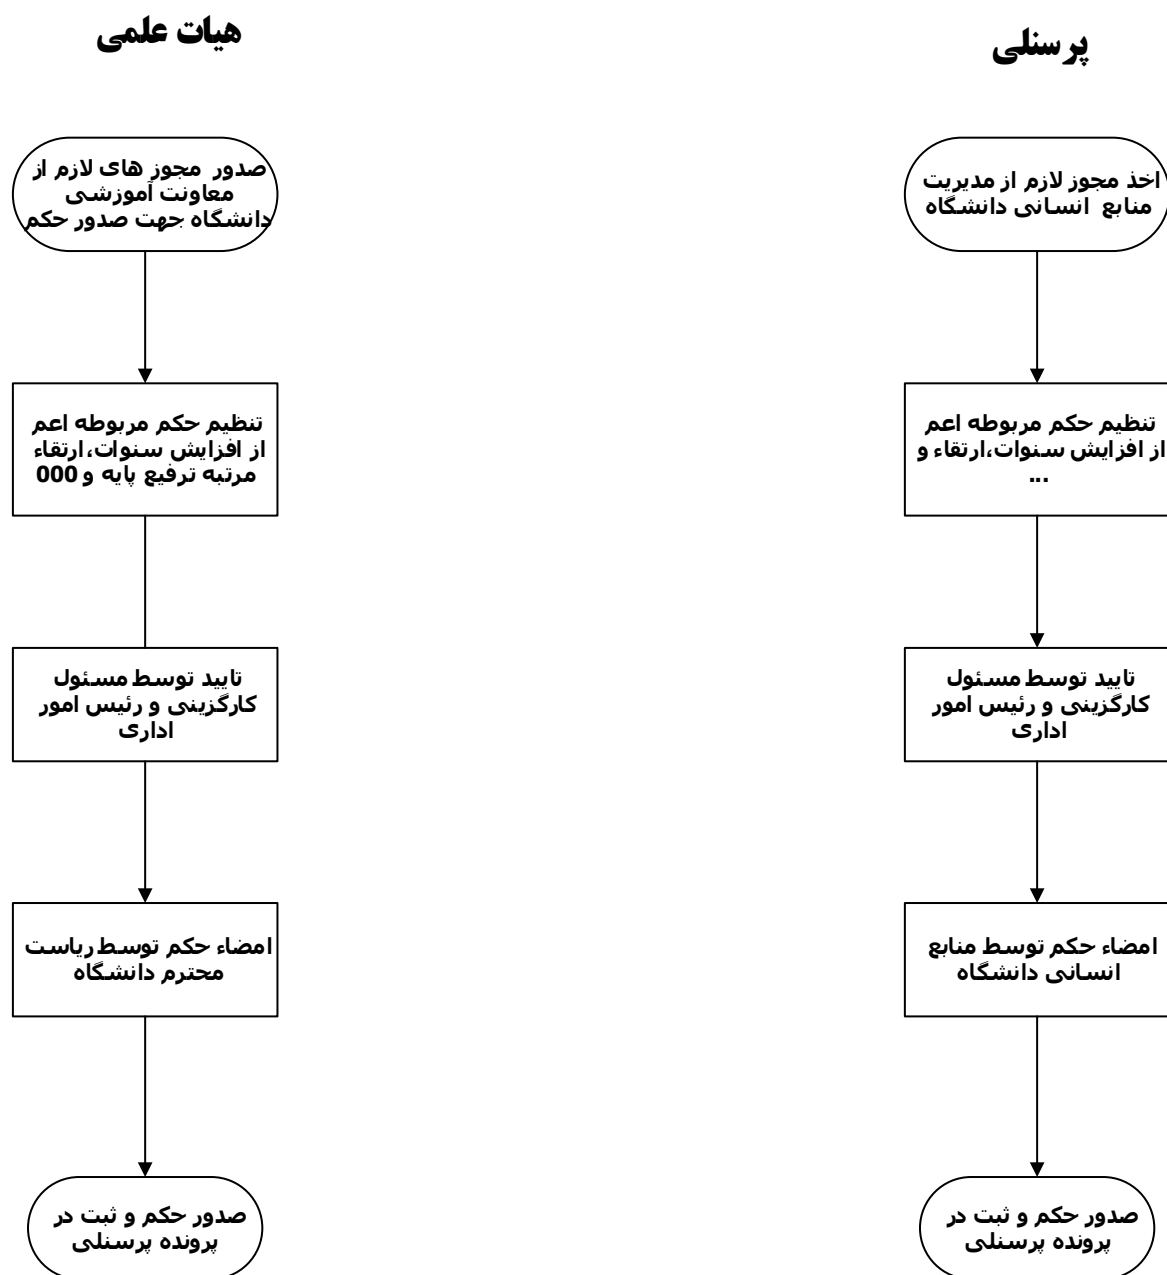 پرسنلی
اخذ مجوز لازم از مدیریت
منابع انسانی دانشگاه
تنظیم حکم مربوطه اعم
از افزایش سنوات،ارتقاء و
...
تایید توسط مسئول
کارگزینی و رئیس امور
اداری
امضاء حکم توسط منابع
انسانی دانشگاه
صدور حکم و ثبت در
پرونده پرسنلی
هیات علمی
صدور مجوز های لازم از
معاونت آموزشی
دانشگاه جهت صدور حکم
تنظیم حکم مربوطه اعم
از افزایش سنوات،ارتقاء
مرتبه ترفیع پایه و 000
تایید توسط مسئول
کارگزینی و رئیس امور
اداری
امضاء حکم توسط ریاست
محترم دانشگاه
صدور حکم و ثبت در
پرونده پرسنلی